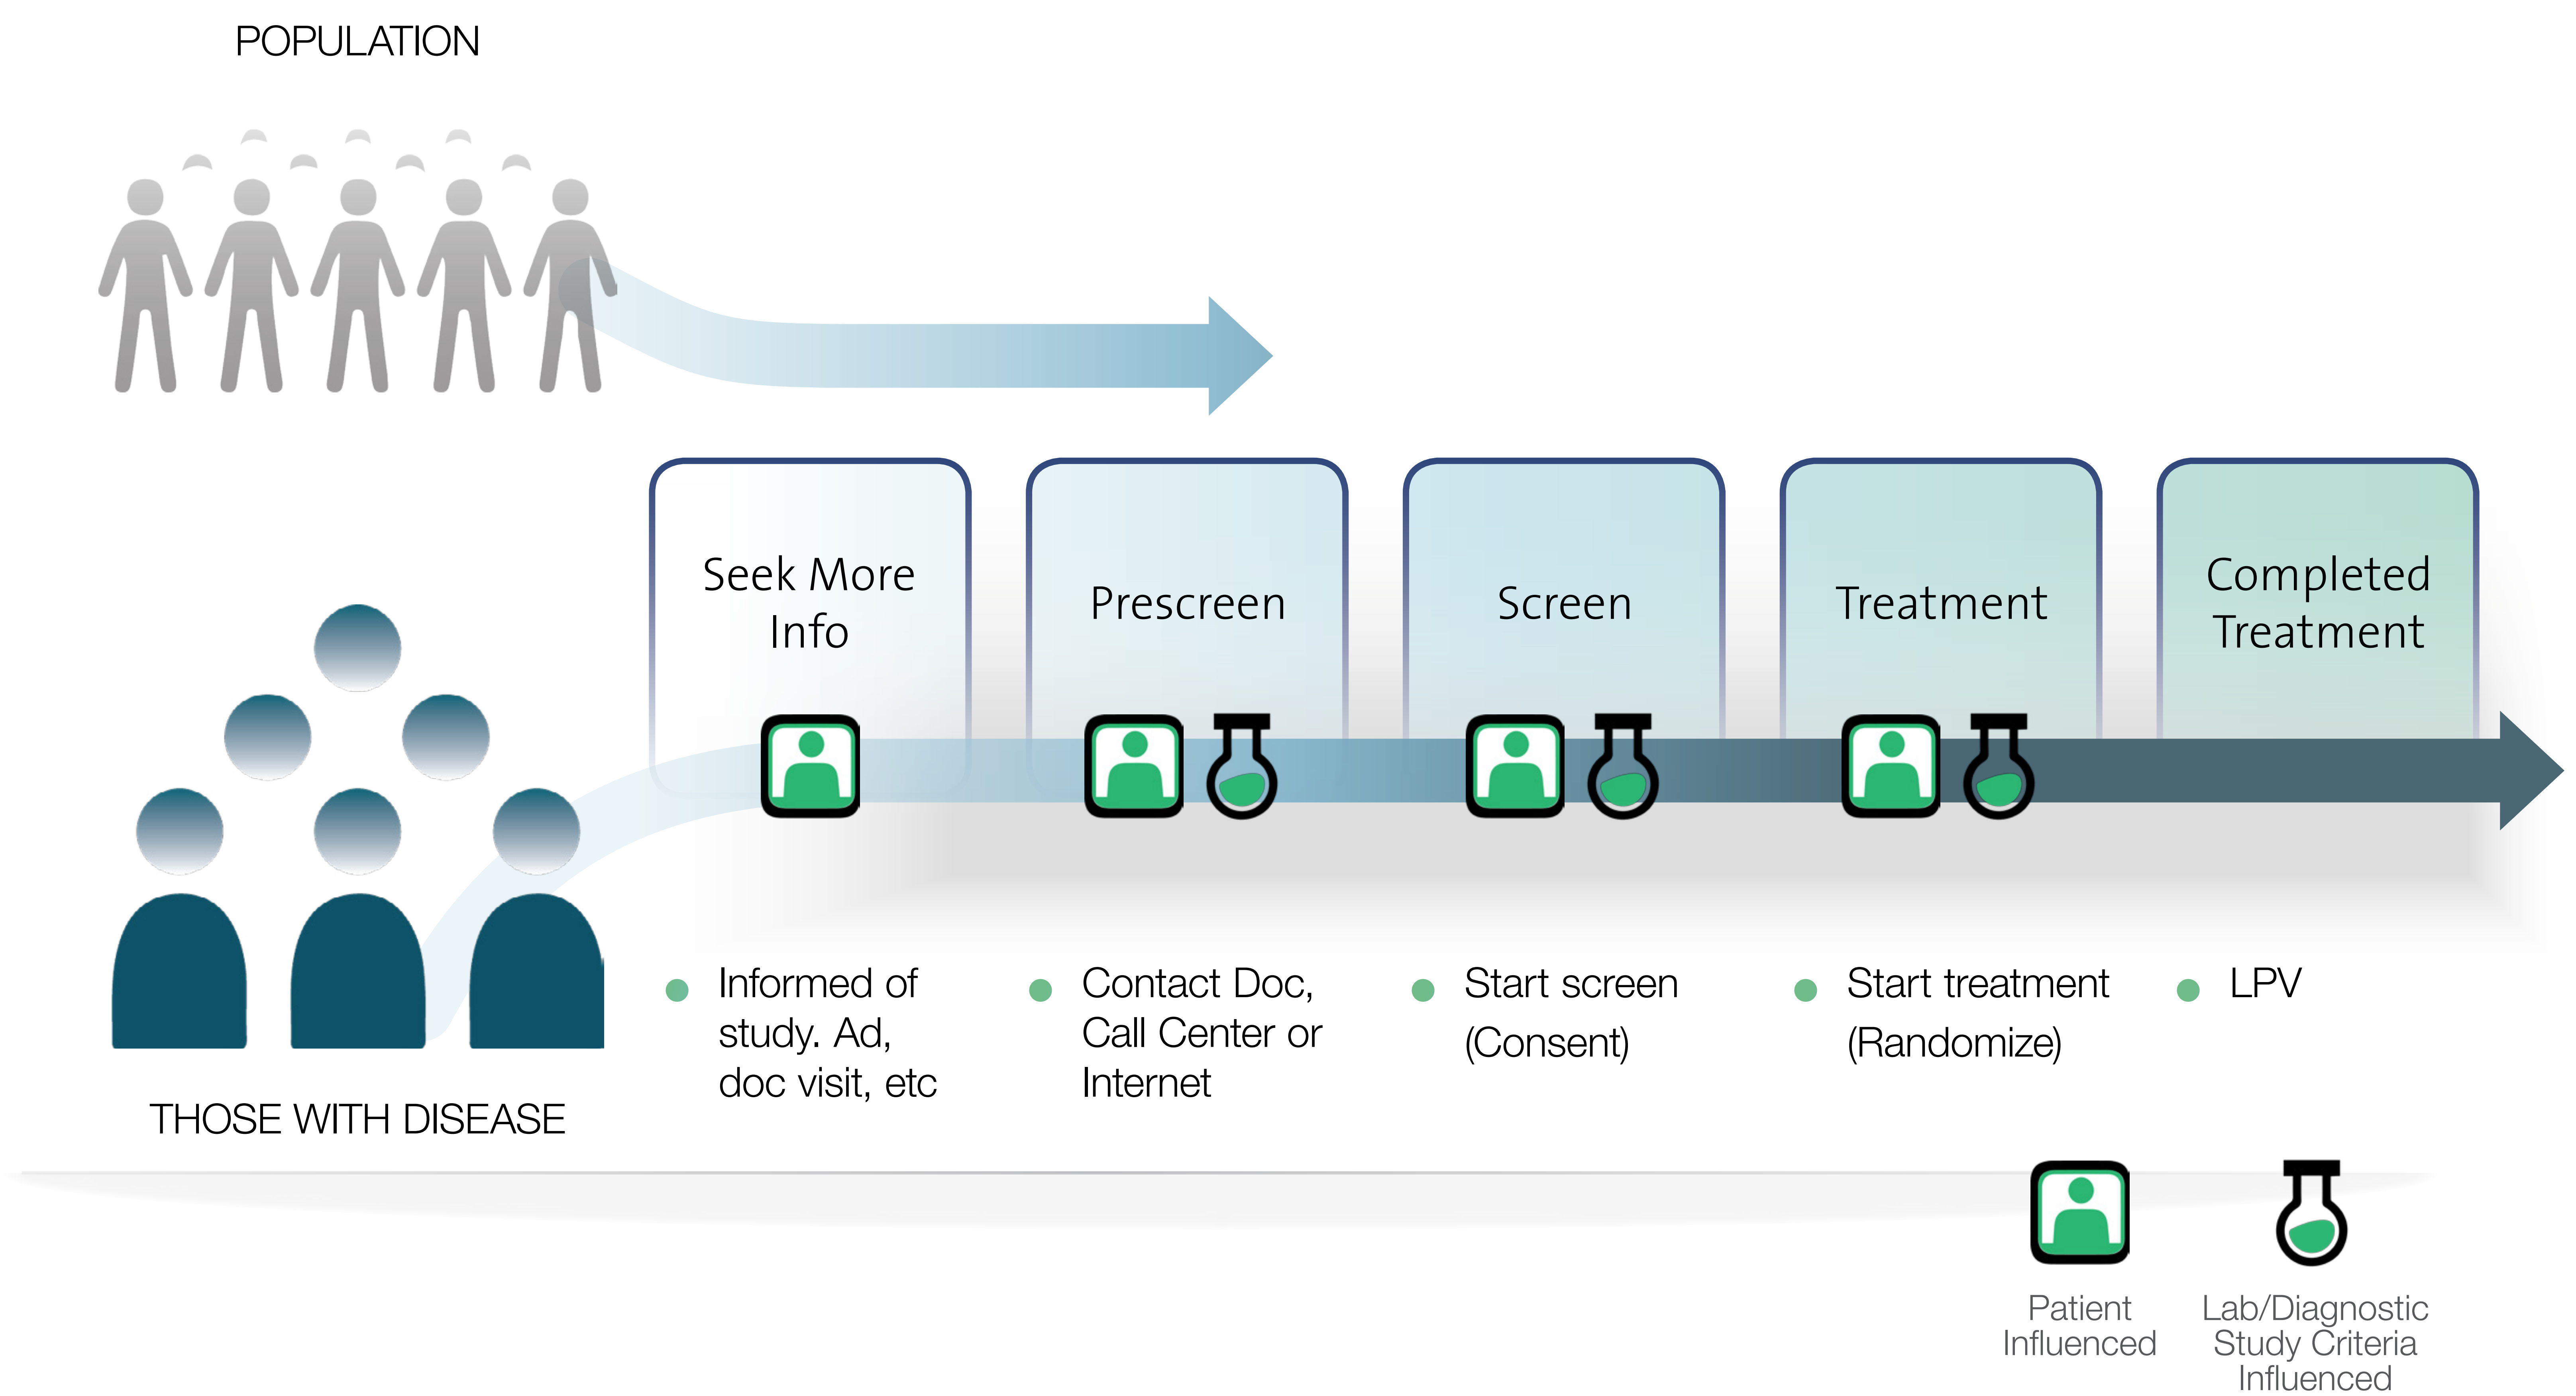 POPULATION
Seek More
Info
Prescreen
Screen
Treatment
Completed
Treatment
Informed of
study. Ad,
doc visit, etc
Contact Doc,
Call Center or
Internet
Start screen
(Consent)
Start treatment
(Randomize)
LPV
THOSE WITH DISEASE
Patient
Influenced
Lab/Diagnostic
Study Criteria
Influenced